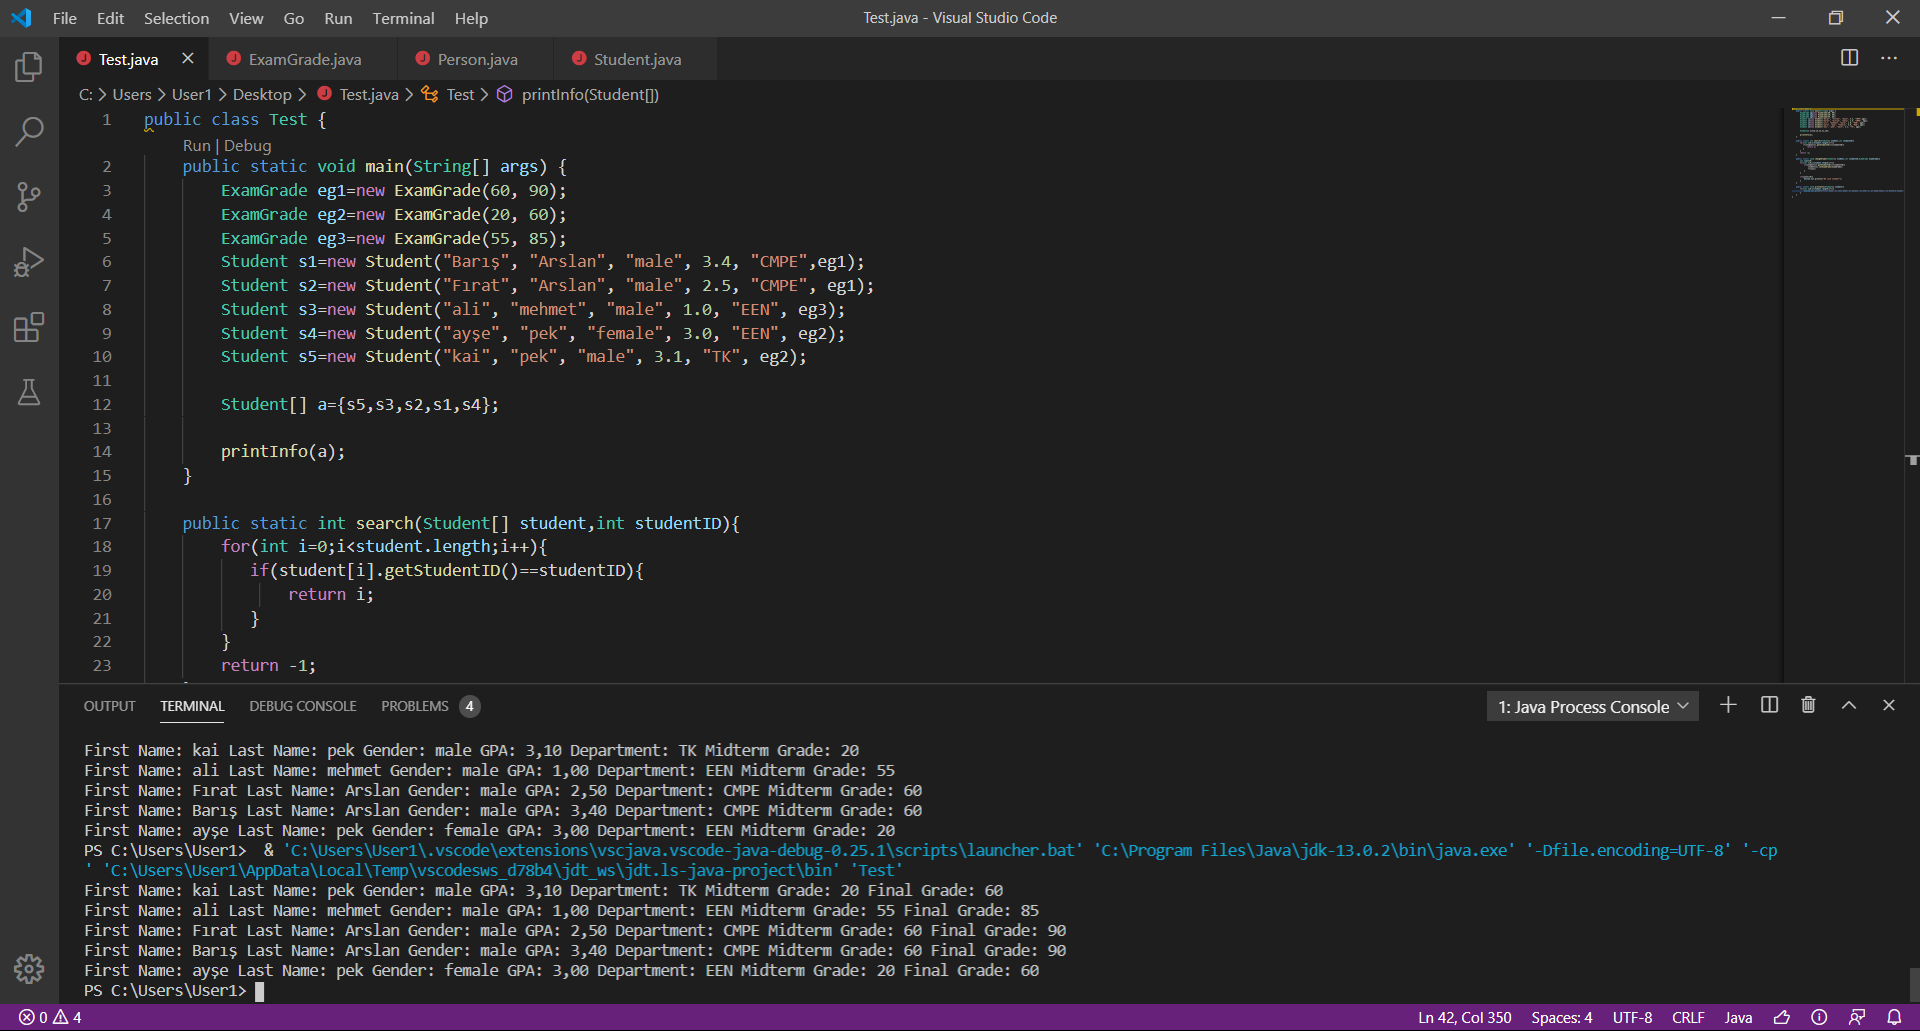 File Edit Selection View Go Run Terminal Help Test.java - Visual Studio Code
Test.java ExamGrade.java Person.java Student.java
C: > Users > User1 > Desktop > Test.java > Test > printInfo(Student[])
1 public class Test {
Run | Debug
2 public static void main(String[] args) {
3 ExamGrade eg1=new ExamGrade(60, 90);
4 ExamGrade eg2=new ExamGrade(20, 60);
5 ExamGrade eg3=new ExamGrade(55, 85);
6 Student s1=new Student("Barış", "Arslan", "male", 3.4, "CMPE",eg1);
7 Student s2=new Student("Fırat", "Arslan", "male", 2.5, "CMPE", eg1);
8 Student s3=new Student("ali", "mehmet", "male", 1.0, "EEN", eg3);
9 Student s4=new Student("ayşe", "pek", "female", 3.0, "EEN", eg2);
10 Student s5=new Student("kai", "pek", "male", 3.1, "TK", eg2);
11
12 Student[] a={s5,s3,s2,s1,s4};
13
14 printInfo(a);
15 }
16
17 public static int search(Student[] student,int studentID){
18 for(int i=0;i<student.length;i++){
19 if(student[i].getStudentID()==studentID){
20 return i;
21 }
22 }
23 return -1;
OUTPUT TERMINAL DEBUG CONSOLE PROBLEMS 4 1: Java Process Console
First Name: kai Last Name: pek Gender: male GPA: 3,10 Department: TK Midterm Grade: 20
First Name: ali Last Name: mehmet Gender: male GPA: 1,00 Department: EEN Midterm Grade: 55
First Name: Fırat Last Name: Arslan Gender: male GPA: 2,50 Department: CMPE Midterm Grade: 60
First Name: Barış Last Name: Arslan Gender: male GPA: 3,40 Department: CMPE Midterm Grade: 60
First Name: ayşe Last Name: pek Gender: female GPA: 3,00 Department: EEN Midterm Grade: 20
PS C:\Users\User1> & 'C:\Users\User1\.vscode\extensions\vscjava.vscode-java-debug-0.25.1\scripts\launcher.bat' 'C:\Program Files\Java\jdk-13.0.2\bin\java.exe' '-Dfile.encoding=UTF-8' '-cp
' 'C:\Users\User1\AppData\Local\Temp\vscodesws_d78b4\jdt_ws\jdt.ls-java-project\bin' 'Test'
First Name: kai Last Name: pek Gender: male GPA: 3,10 Department: TK Midterm Grade: 20 Final Grade: 60
First Name: ali Last Name: mehmet Gender: male GPA: 1,00 Department: EEN Midterm Grade: 55 Final Grade: 85
First Name: Fırat Last Name: Arslan Gender: male GPA: 2,50 Department: CMPE Midterm Grade: 60 Final Grade: 90
First Name: Barış Last Name: Arslan Gender: male GPA: 3,40 Department: CMPE Midterm Grade: 60 Final Grade: 90
First Name: ayşe Last Name: pek Gender: female GPA: 3,00 Department: EEN Midterm Grade: 20 Final Grade: 60
PS C:\Users\User1>
0 4 Ln 42, Col 350 Spaces: 4 UTF-8 CRLF Java